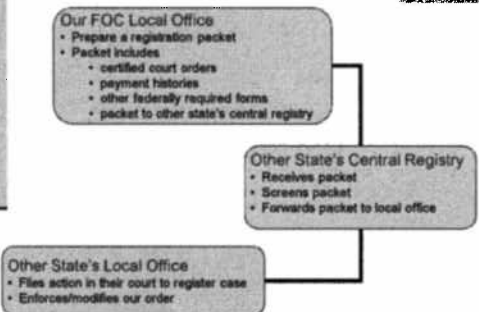 Our FOC Local Office
• Prepare a registration packet
• Packet includes
• certified court orders
• payment histories
• other federally required forms
• packet to other state's central registry
Other State's Central Registry
• Receives packet
• Screens packet
• Forwards packet to local office
Other State's Local Office
• Files action in their court to register case
• Enforces/modifies our order